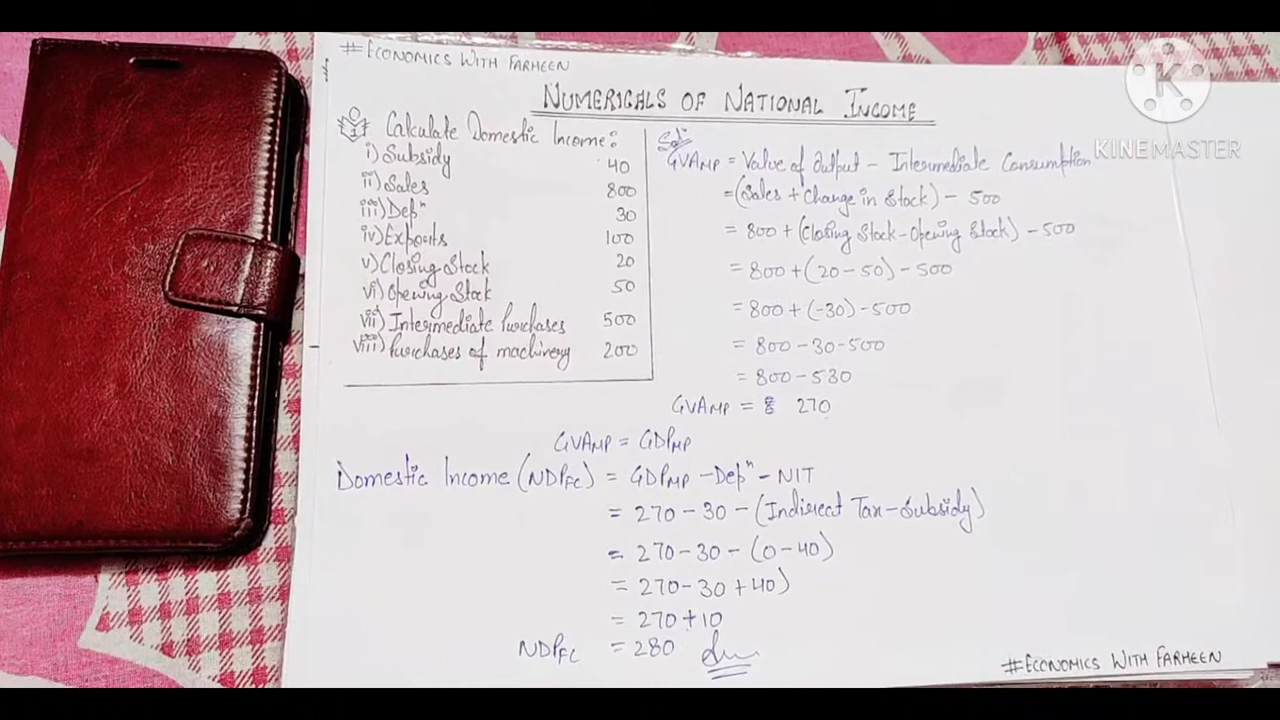 #ECONOMICS WITH FARHEEN
NUMERICALS OF NATIONAL INCOME
Calculate Domestic Income:
i) Subsidy 40
ii) Sales 800
iii) Depⁿ 30
iv) Exports 100
v) Closing Stock 20
vi) Opening Stock 50
vii) Intermediate Purchases 500
viii) Purchases of machinery 200
Solⁿ
GVAMP = Value of Output - Intermediate Consumption
= (Sales + Change in Stock) - 500
= 800 + (Closing Stock - Opening Stock) - 500
= 800 + (20 - 50) - 500
= 800 + (-30) - 500
= 800 - 30 - 500
= 800 - 530
GVAMP = 270
GVAMP = GDPMP
Domestic Income (NDPFC) = GDPMP - Depⁿ - NIT
= 270 - 30 - (Indirect Tax - Subsidy)
= 270 - 30 - (0 - 40)
= 270 - 30 + 40)
= 270 + 10
NDPFC = 280
#ECONOMICS WITH FARHEEN
K
KINEMASTER